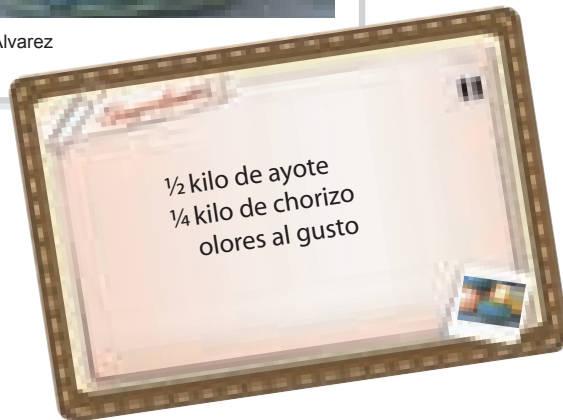 Alvarez
½ kilo de ayote
¼ kilo de chorizo
olores al gusto